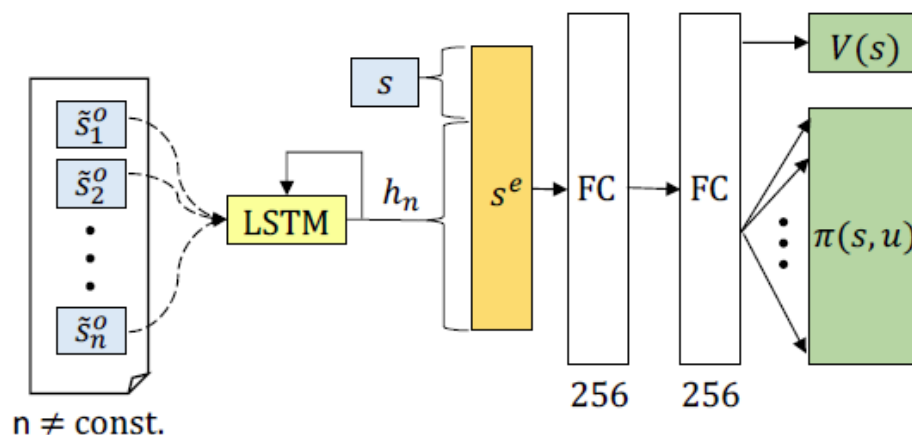 s̃₁ᵒ
s̃₂ᵒ
s̃ₙᵒ
n ≠ const.
LSTM
hₙ
s
sᵉ
FC
256
FC
256
V(s)
π(s, u)